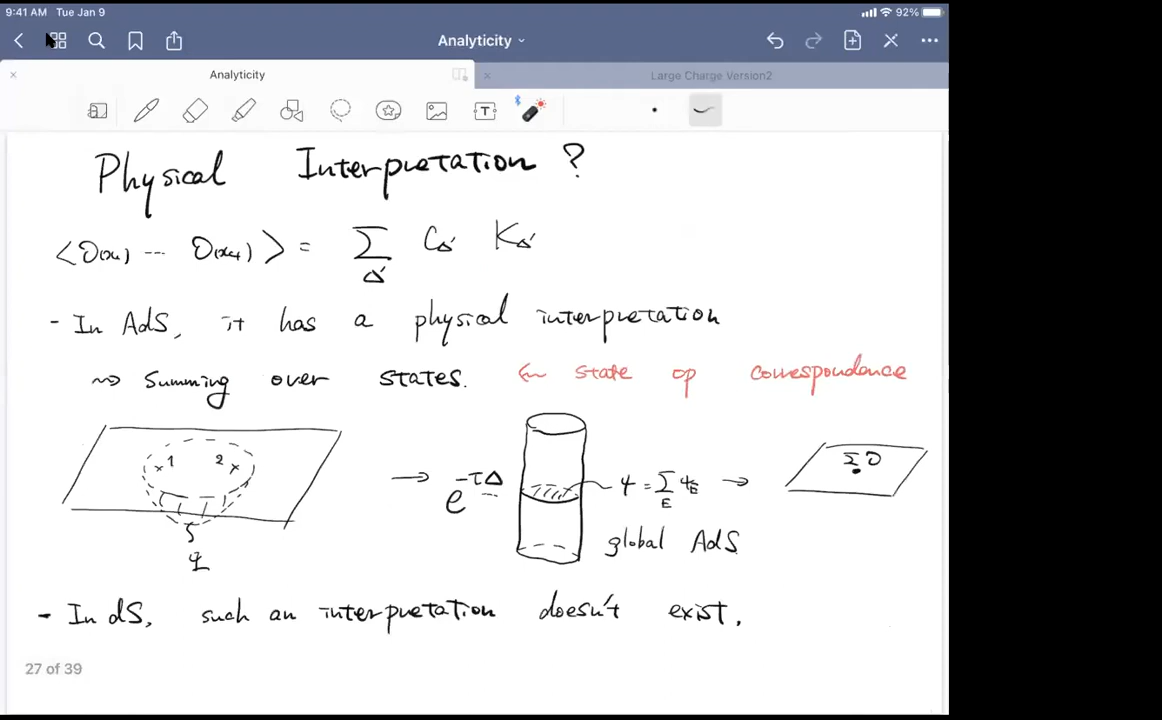 9:41 AM Tue Jan 9
92%
Analyticity
Analyticity
Large Charge Version2
Physical Interpretation ?
<O(x1) --- O(x4)> = Σ_Δ' C_Δ' K_Δ'
- In AdS, it has a physical interpretation
⇝ Summing over states. ← state op correspondence
×1 2×
→ e^{-τΔ}
Ψ = Σ_E Ψ_E →
Σ O
global AdS
- In dS, such an interpretation doesn't exist.
27 of 39